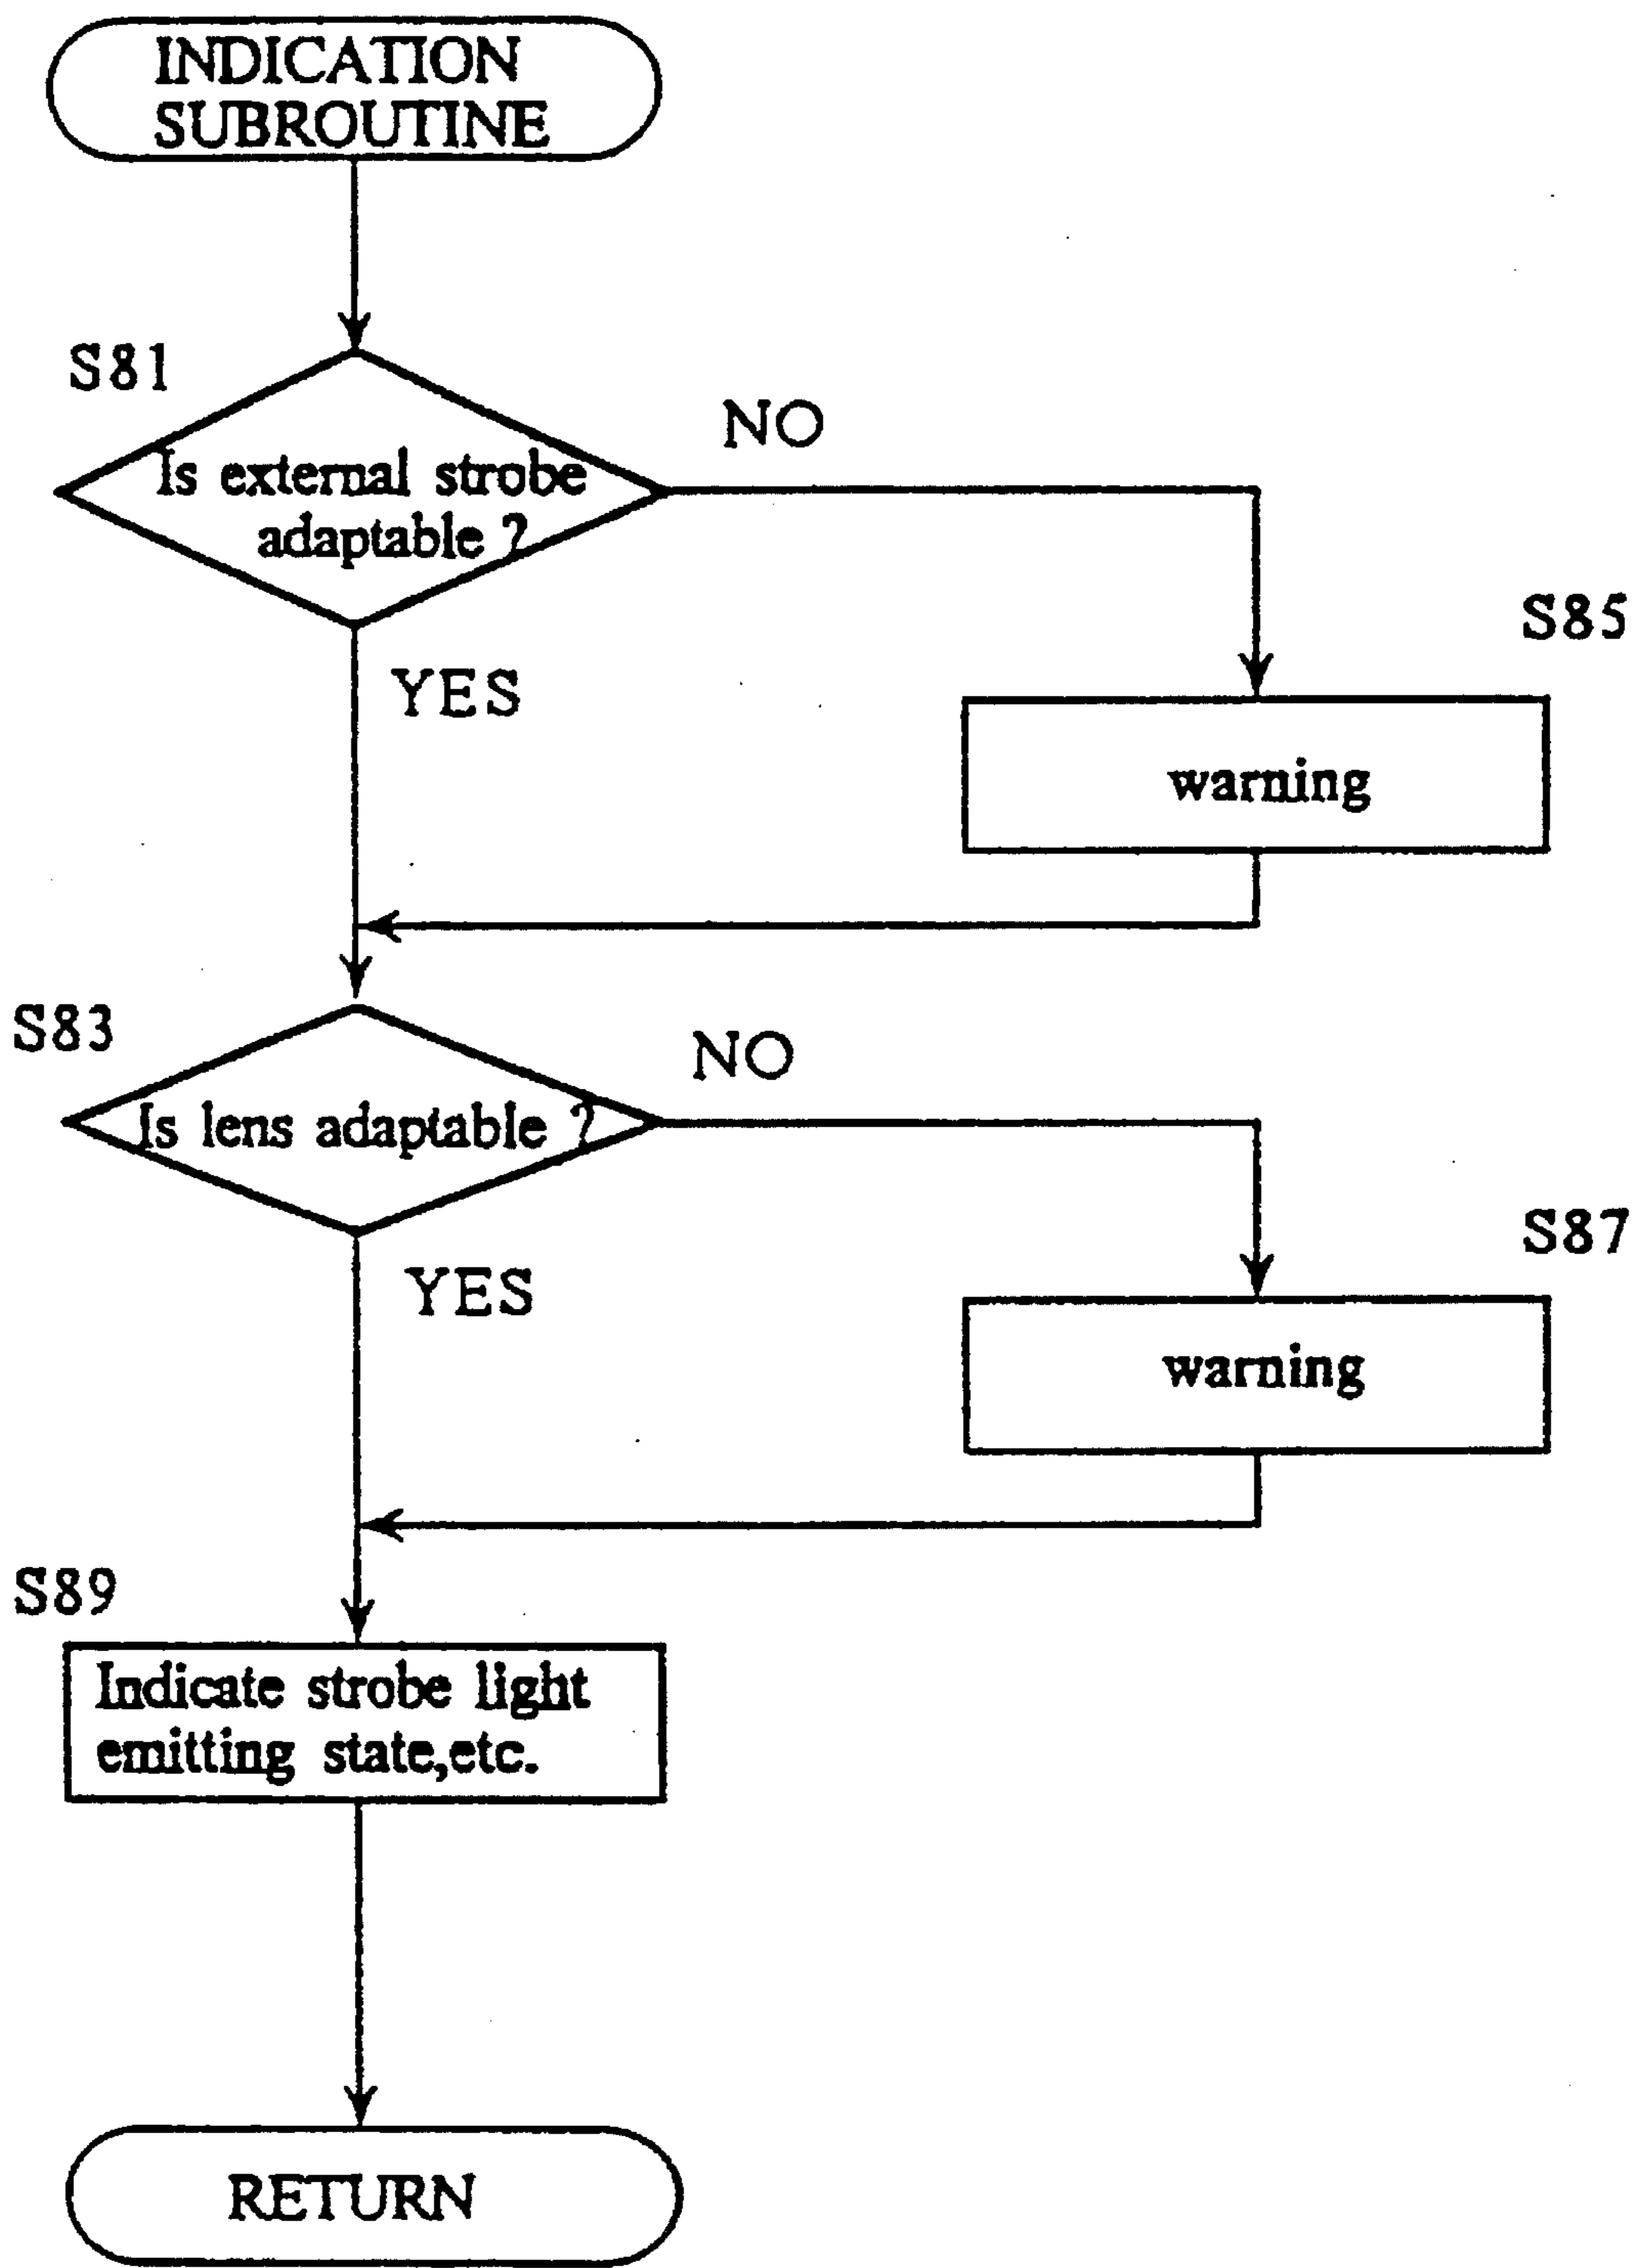 INDICATION
SUBROUTINE
S81
Is external strobe
adaptable ?
NO
YES
S85
warning
S83
Is lens adaptable ?
NO
YES
S87
warning
S89
Indicate strobe light
emitting state,etc.
RETURN